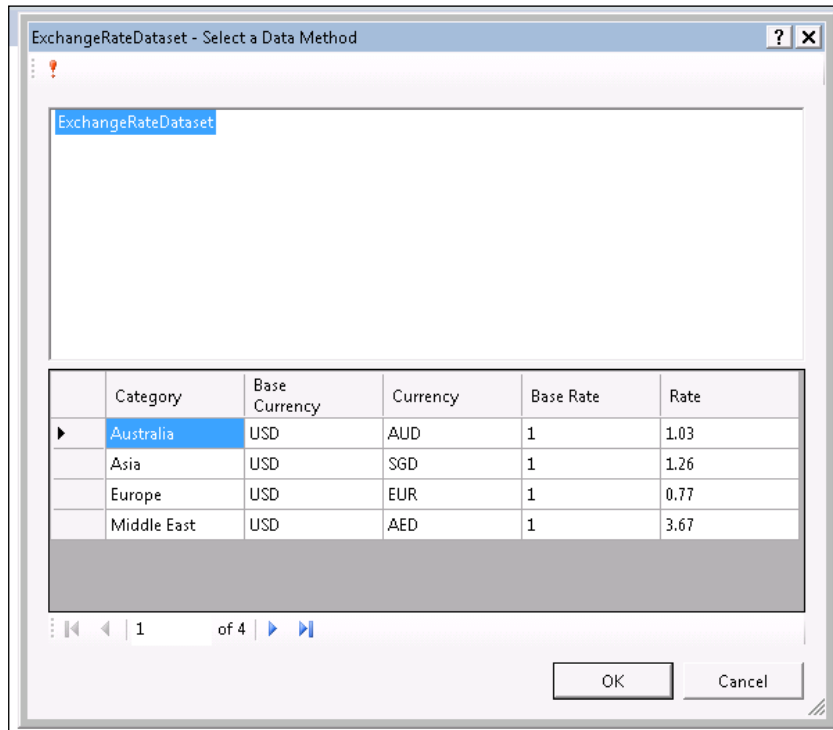 ExchangeRateDataset - Select a Data Method
ExchangeRateDataset
Category Base Currency Currency Base Rate Rate
Australia USD AUD 1 1.03
Asia USD SGD 1 1.26
Europe USD EUR 1 0.77
Middle East USD AED 1 3.67
1 of 4
OK Cancel